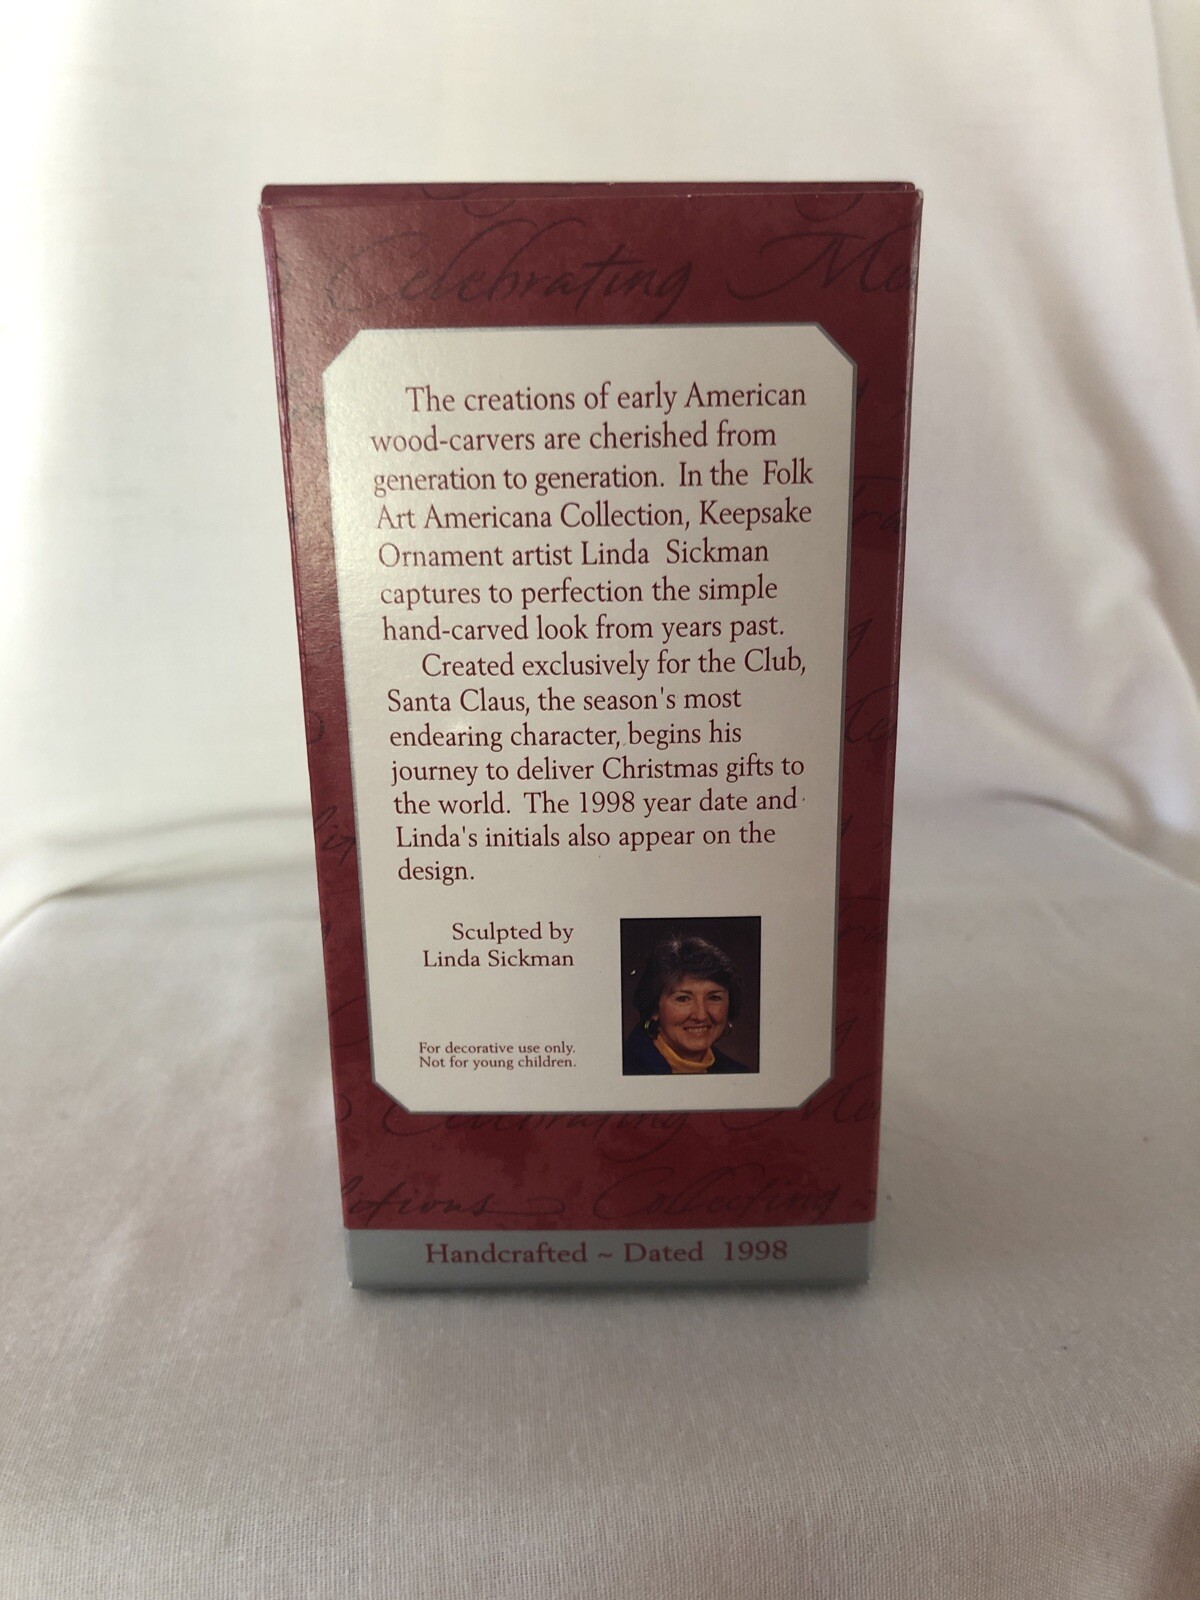 Celebrating
The creations of early American
wood-carvers are cherished from
generation to generation. In the Folk
Art Americana Collection, Keepsake
Ornament artist Linda Sickman
captures to perfection the simple
hand-carved look from years past.
Created exclusively for the Club,
Santa Claus, the season's most
endearing character, begins his
journey to deliver Christmas gifts to
the world. The 1998 year date and
Linda's initials also appear on the
design.
Sculpted by
Linda Sickman
For decorative use only.
Not for young children.
Celebrating
Collecting
Handcrafted ~ Dated 1998